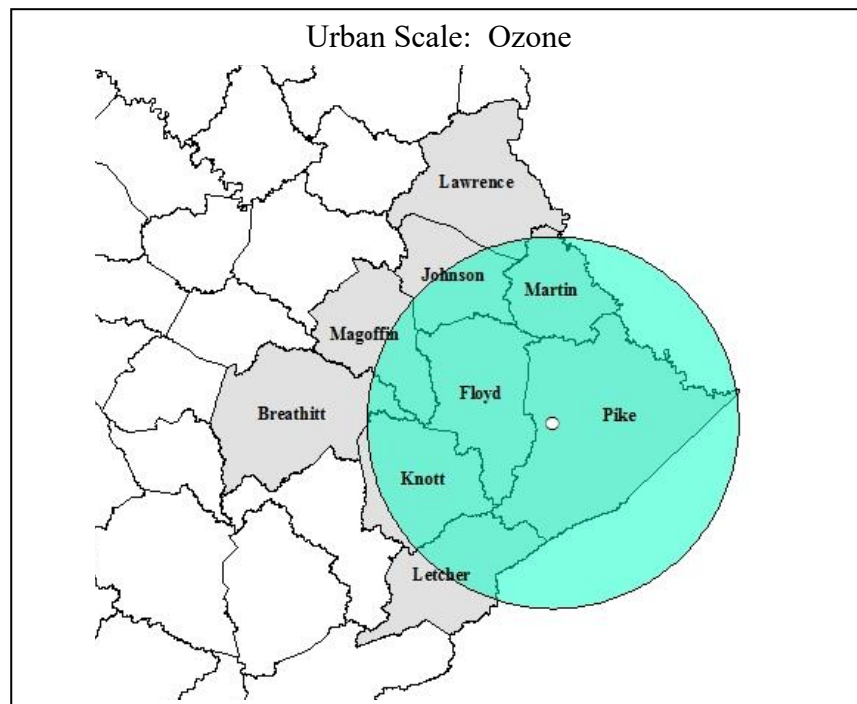 Urban Scale: Ozone
Lawrence
Johnson
Martin
Magoffin
Floyd
Breathitt
Pike
Knott
Letcher